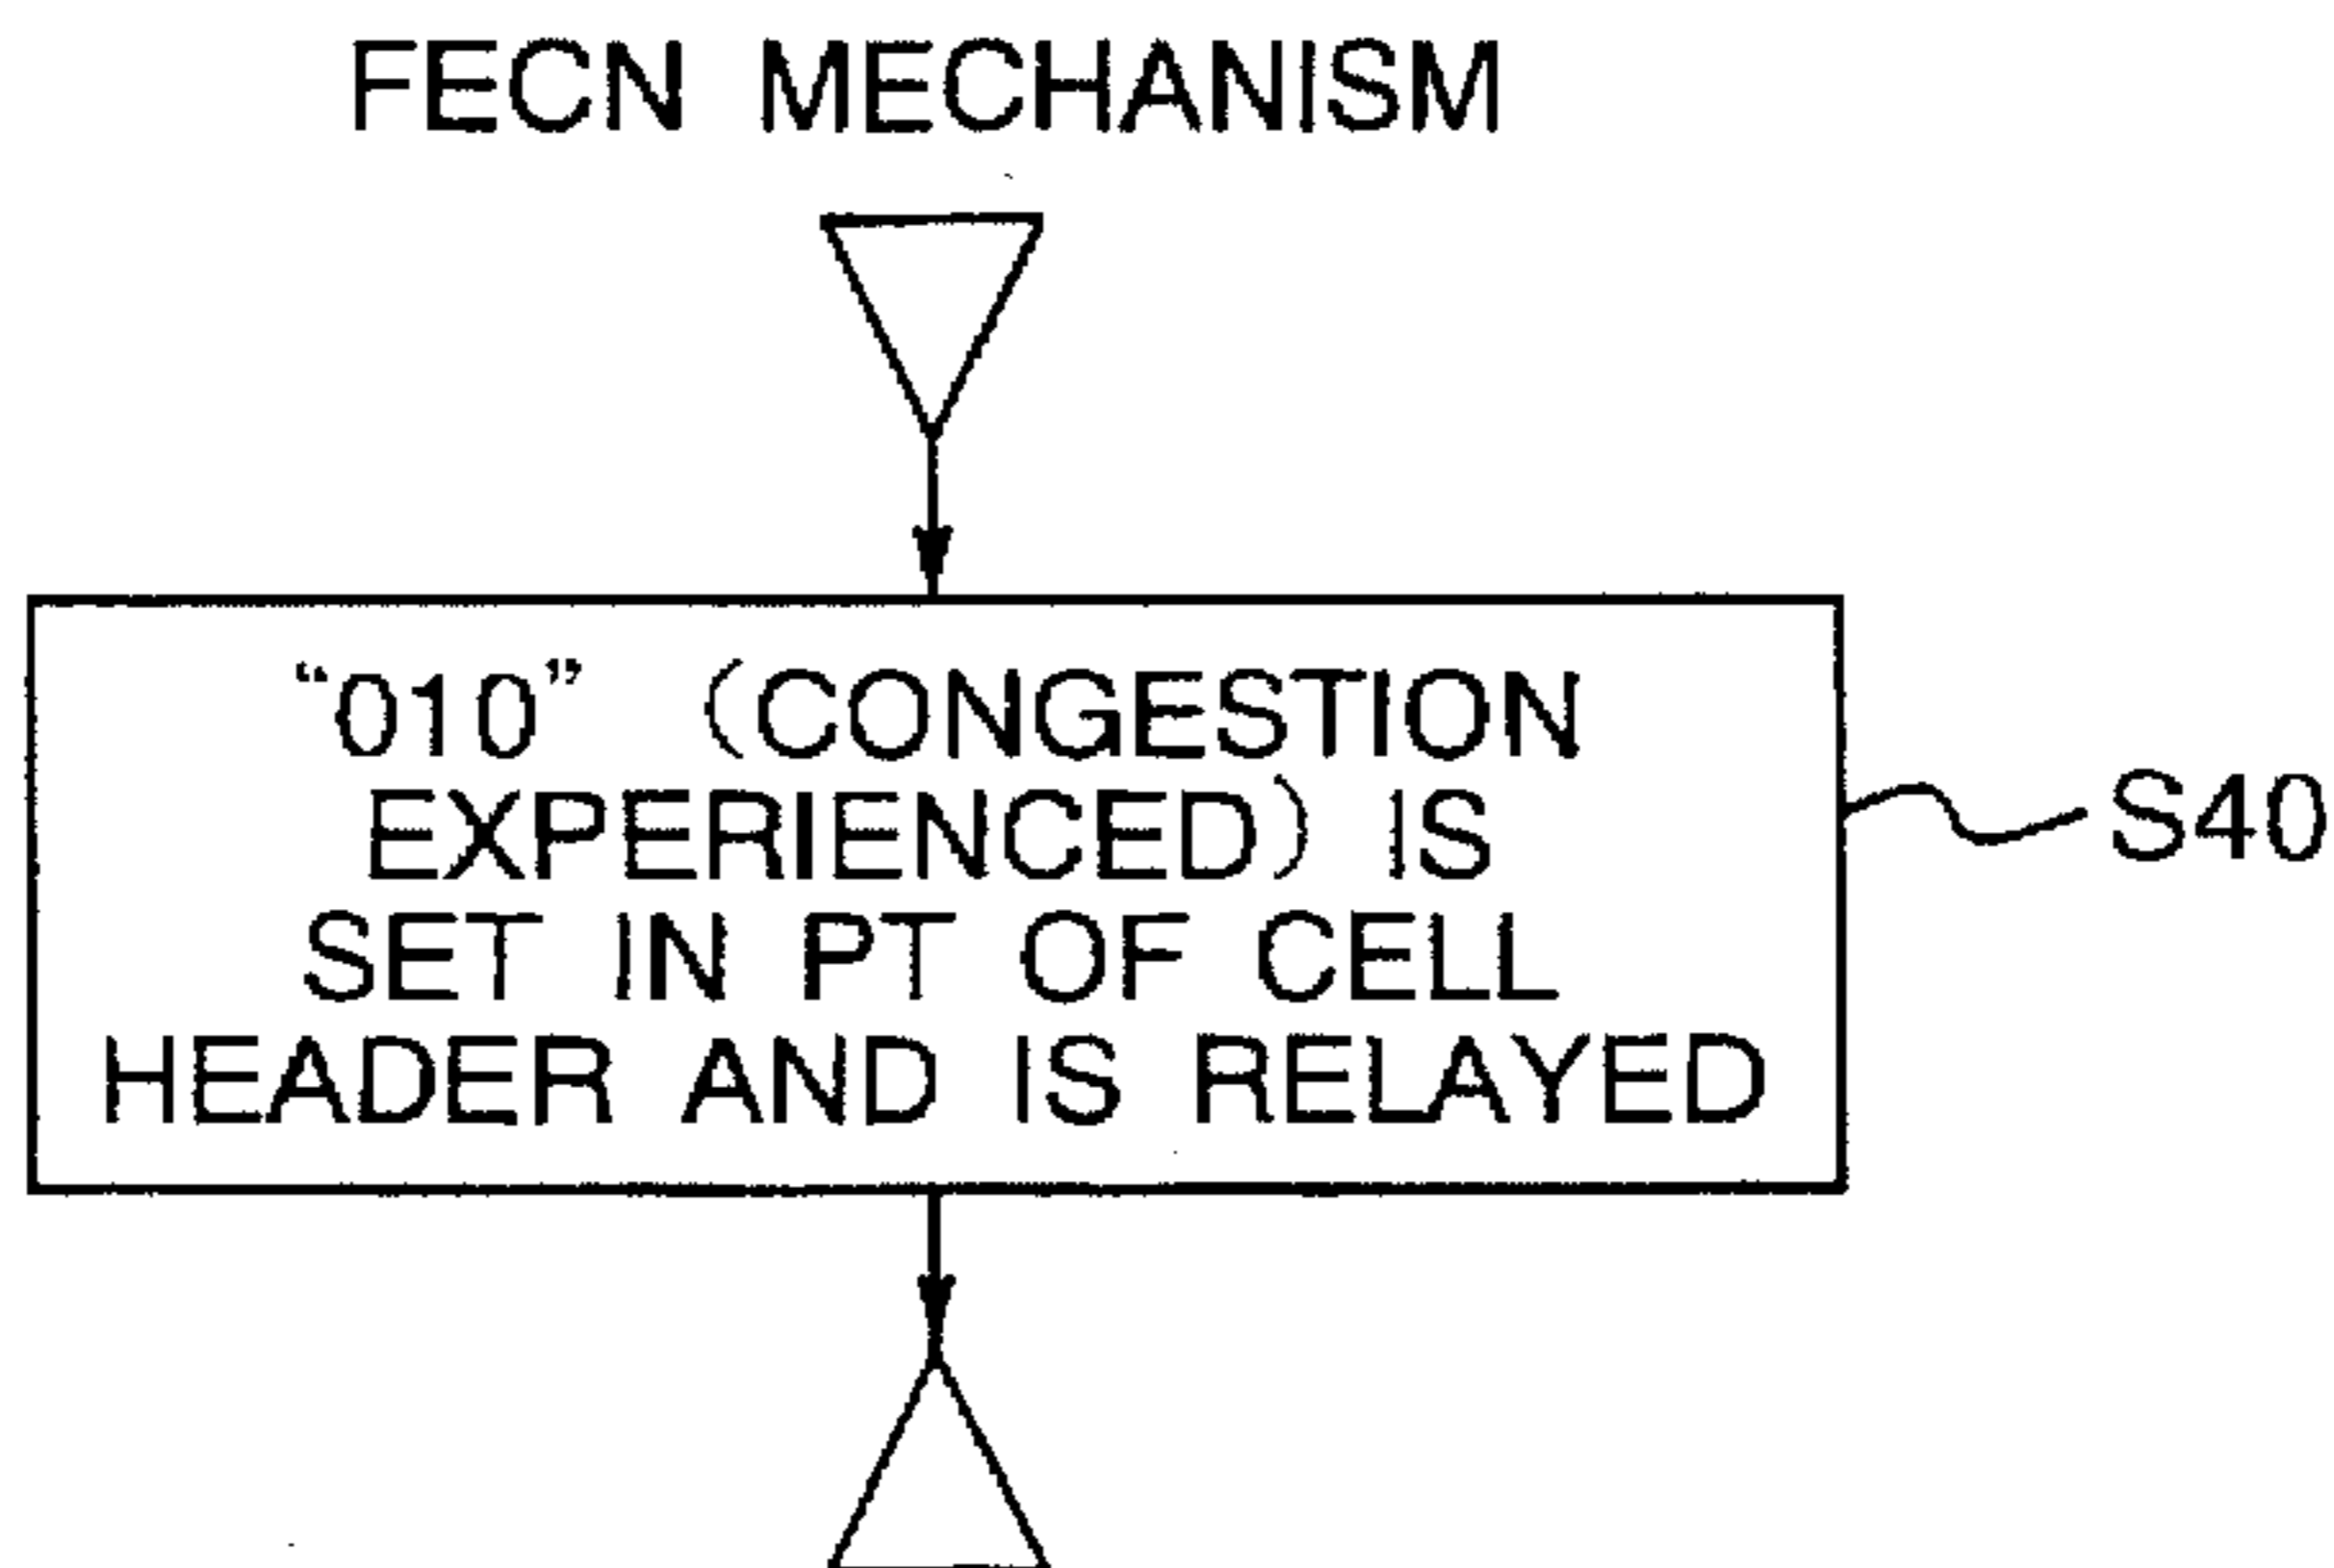 FECN MECHANISM
“010” (CONGESTION
EXPERIENCED) IS
SET IN PT OF CELL
HEADER AND IS RELAYED
S40